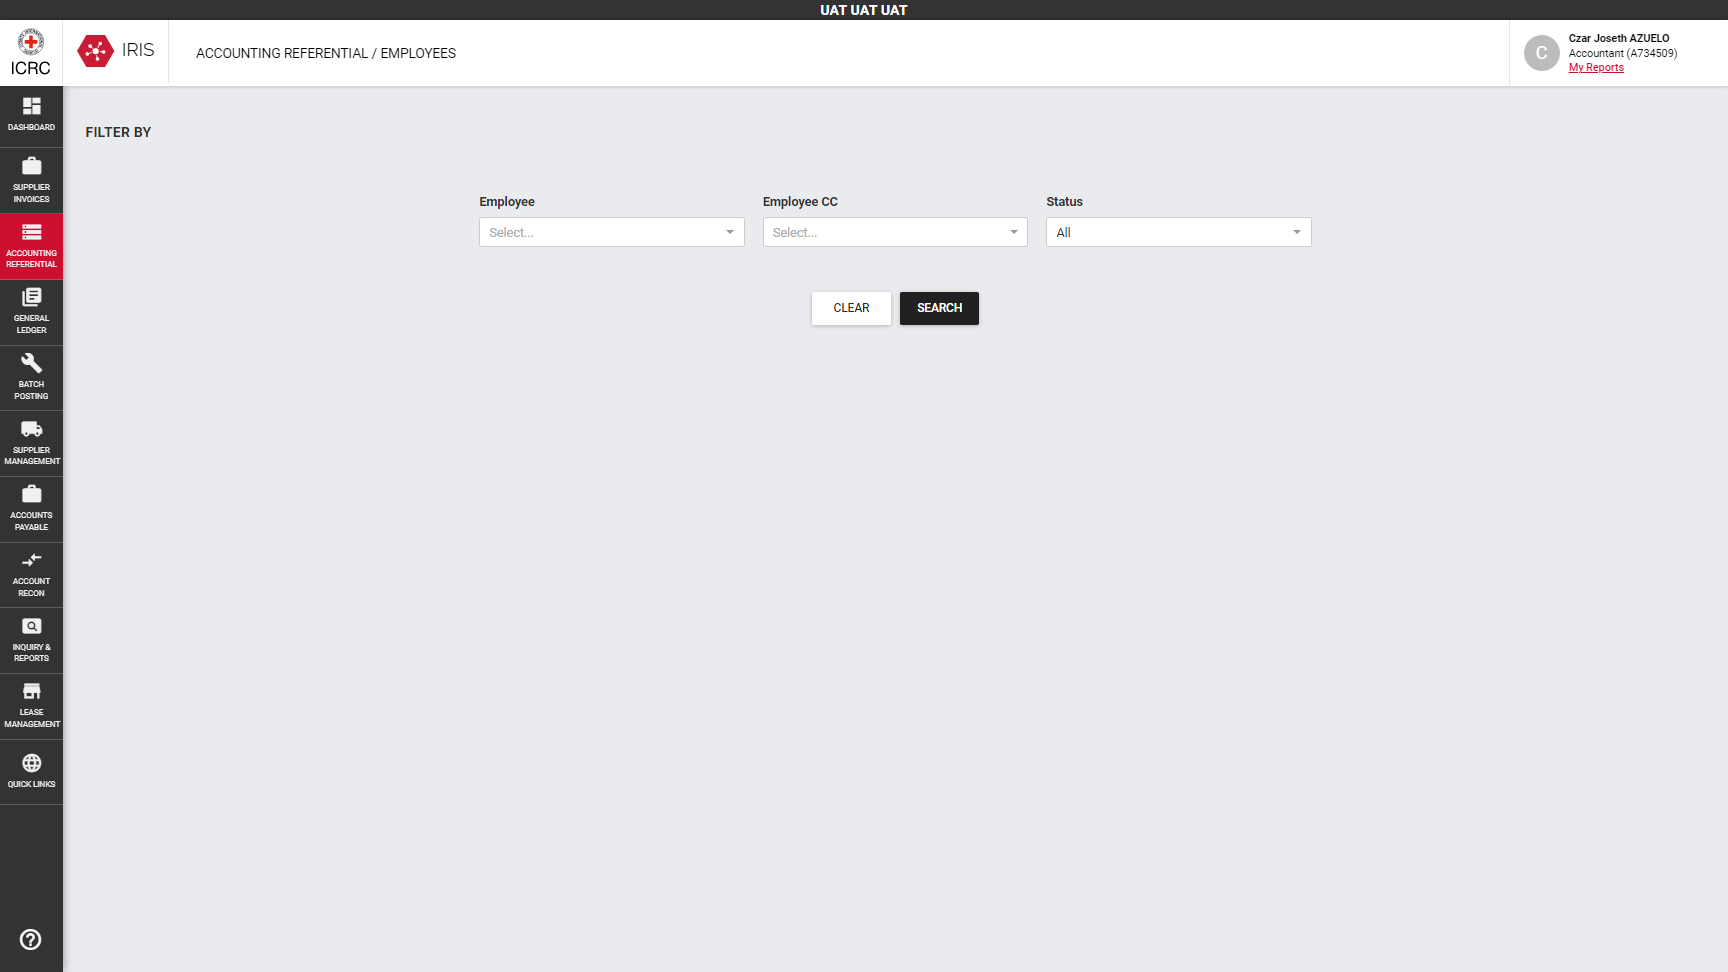 UAT UAT UAT
ICRC
IRIS
ACCOUNTING REFERENTIAL / EMPLOYEES
C
Czar Joseth AZUELO
Accountant (A734509)
My Reports
DASHBOARD
SUPPLIER
INVOICES
ACCOUNTING
REFERENTIAL
GENERAL
LEDGER
BATCH
POSTING
SUPPLIER
MANAGEMENT
ACCOUNTS
PAYABLE
ACCOUNT
RECON
INQUIRY &
REPORTS
LEASE
MANAGEMENT
QUICK LINKS
FILTER BY
Employee
Select...
Employee CC
Select...
Status
All
CLEAR
SEARCH